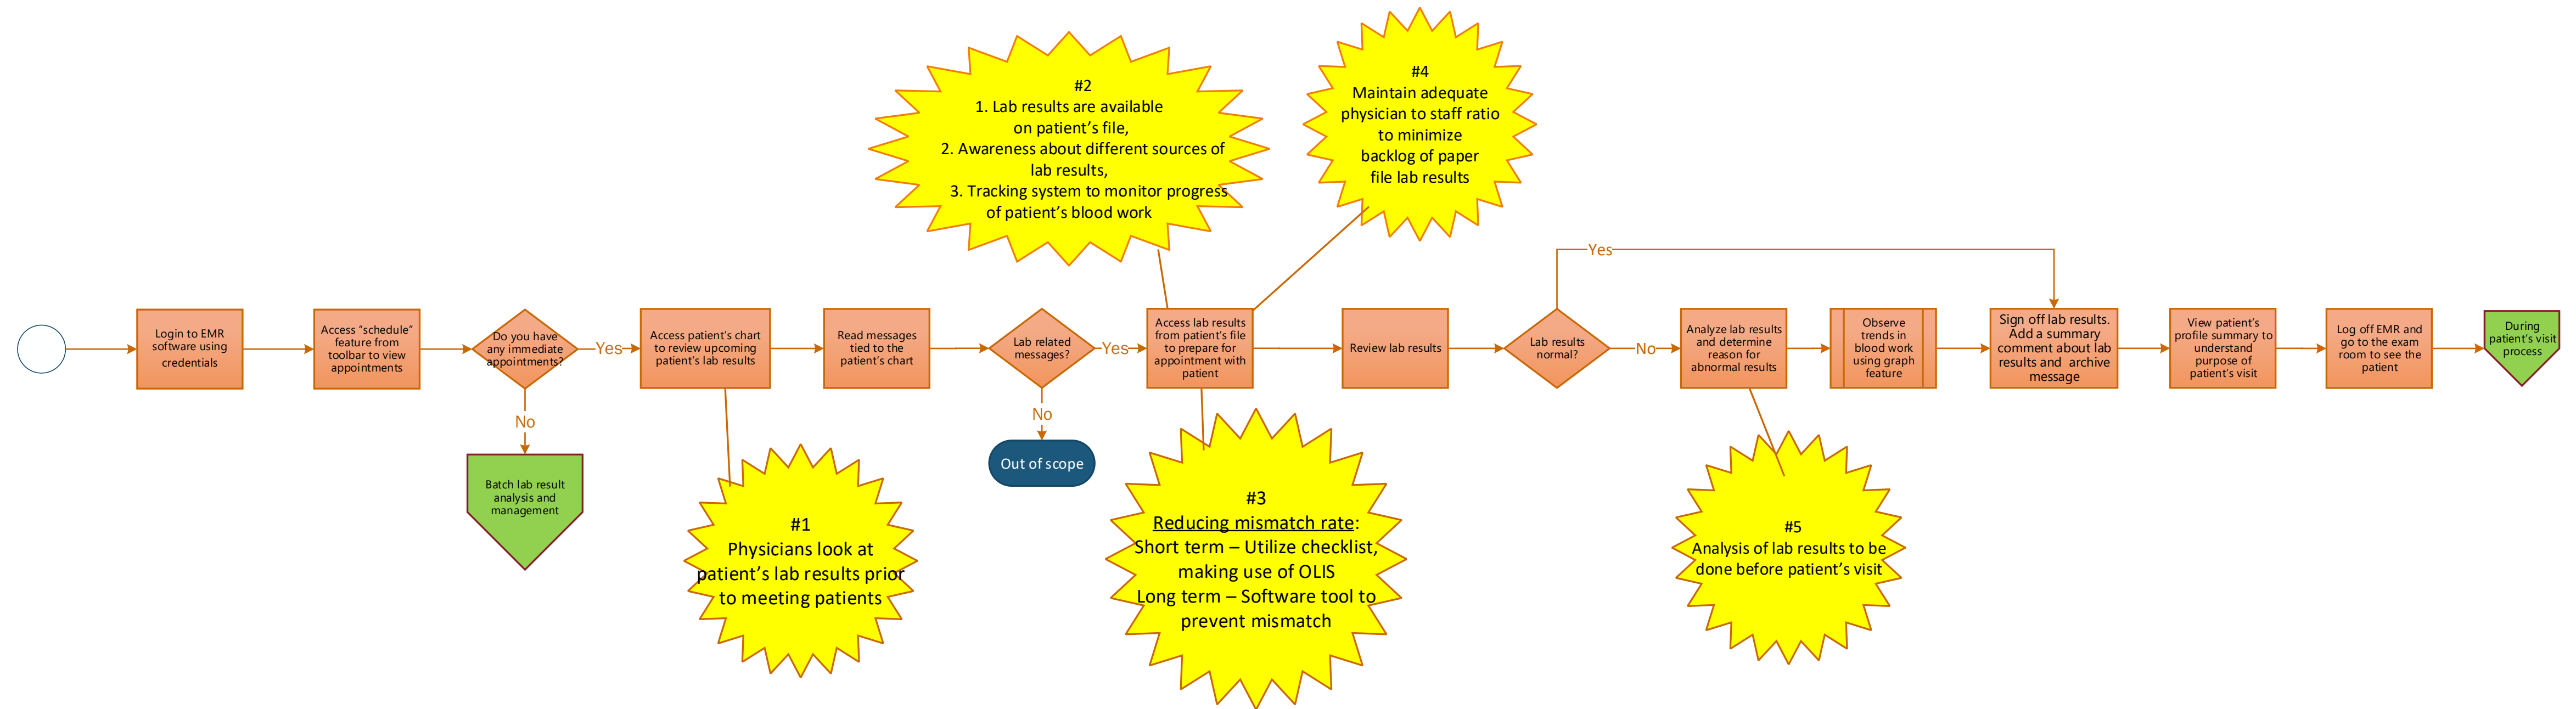 #2
1. Lab results are available
on patient's file,
2. Awareness about different sources of
lab results,
3. Tracking system to monitor progress
of patient's blood work
#4
Maintain adequate
physician to staff ratio
to minimize
backlog of paper
file lab results
Yes
Login to EMR
software using
credentials
Access “schedule”
feature from
toolbar to view
appointments
Do you have
any immediate
appointments?
Yes
No
Batch lab result
analysis and
management
Access patient's chart
to review upcoming
patient's lab results
Read messages
tied to the
patient's chart
Lab related
messages?
Yes
No
Out of scope
Access lab results
from patient's file
to prepare for
appointment with
patient
Review lab results
Lab results
normal?
No
Analyze lab results
and determine
reason for
abnormal results
Observe
trends in
blood work
using graph
feature
Sign off lab results.
Add a summary
comment about lab
results and archive
message
View patient's
profile summary to
understand
purpose of
patient's visit
Log off EMR and
go to the exam
room to see the
patient
During
patient's visit
process
#1
Physicians look at
patient's lab results prior
to meeting patients
#3
Reducing mismatch rate:
Short term – Utilize checklist,
making use of OLIS
Long term – Software tool to
prevent mismatch
#5
Analysis of lab results to be
done before patient's visit